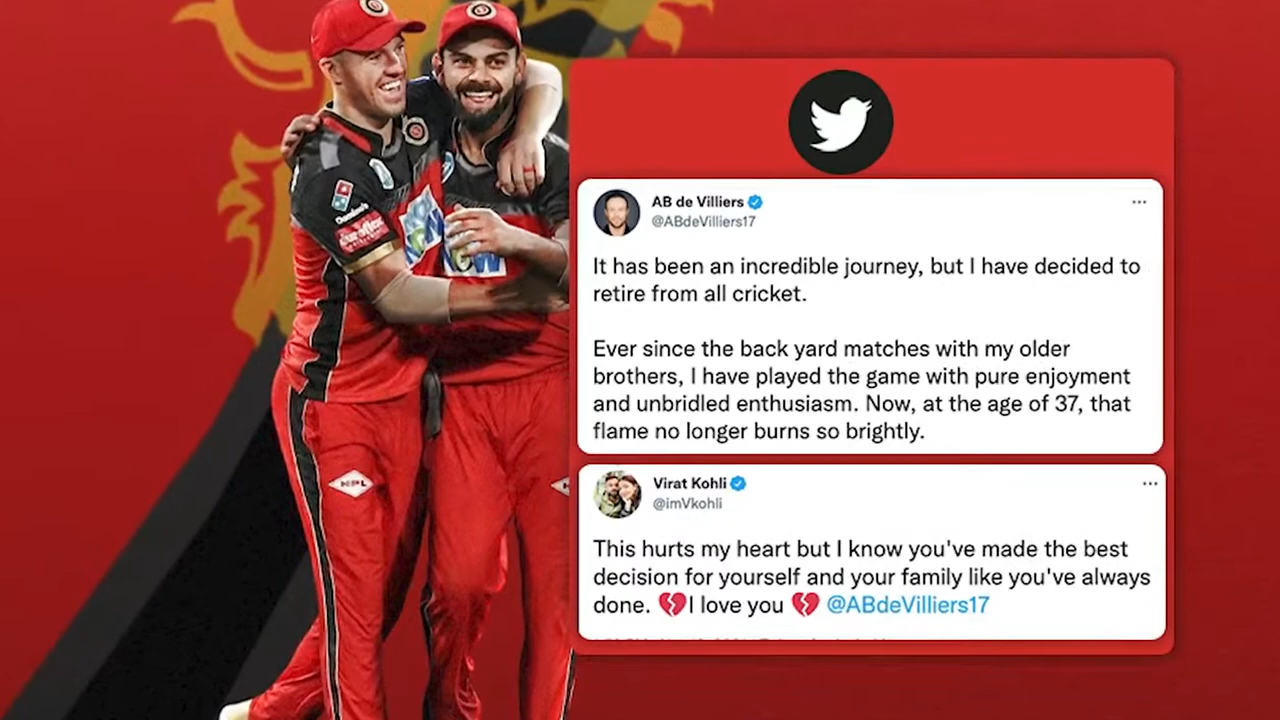 AB de Villiers
@ABdeVilliers17
It has been an incredible journey, but I have decided to
retire from all cricket.
Ever since the back yard matches with my older
brothers, I have played the game with pure enjoyment
and unbridled enthusiasm. Now, at the age of 37, that
flame no longer burns so brightly.
Virat Kohli
@imVkohli
This hurts my heart but I know you've made the best
decision for yourself and your family like you've always
done. 💔I love you 💔 @ABdeVilliers17